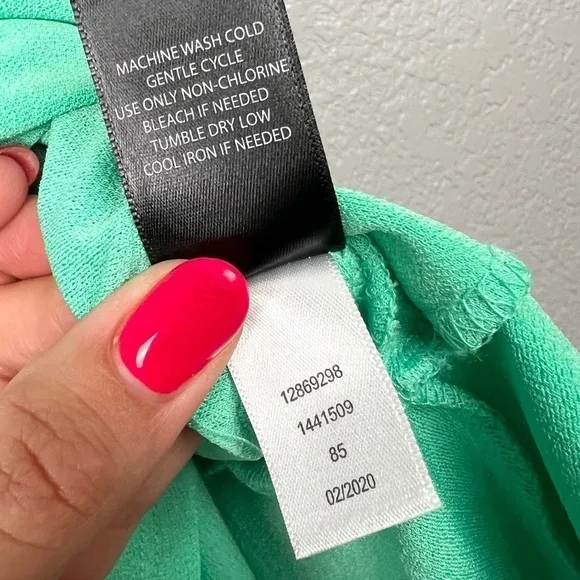 MACHINE WASH COLD
GENTLE CYCLE
USE ONLY NON-CHLORINE
BLEACH IF NEEDED
TUMBLE DRY LOW
COOL IRON IF NEEDED
12869298
1441509
85
02/2020